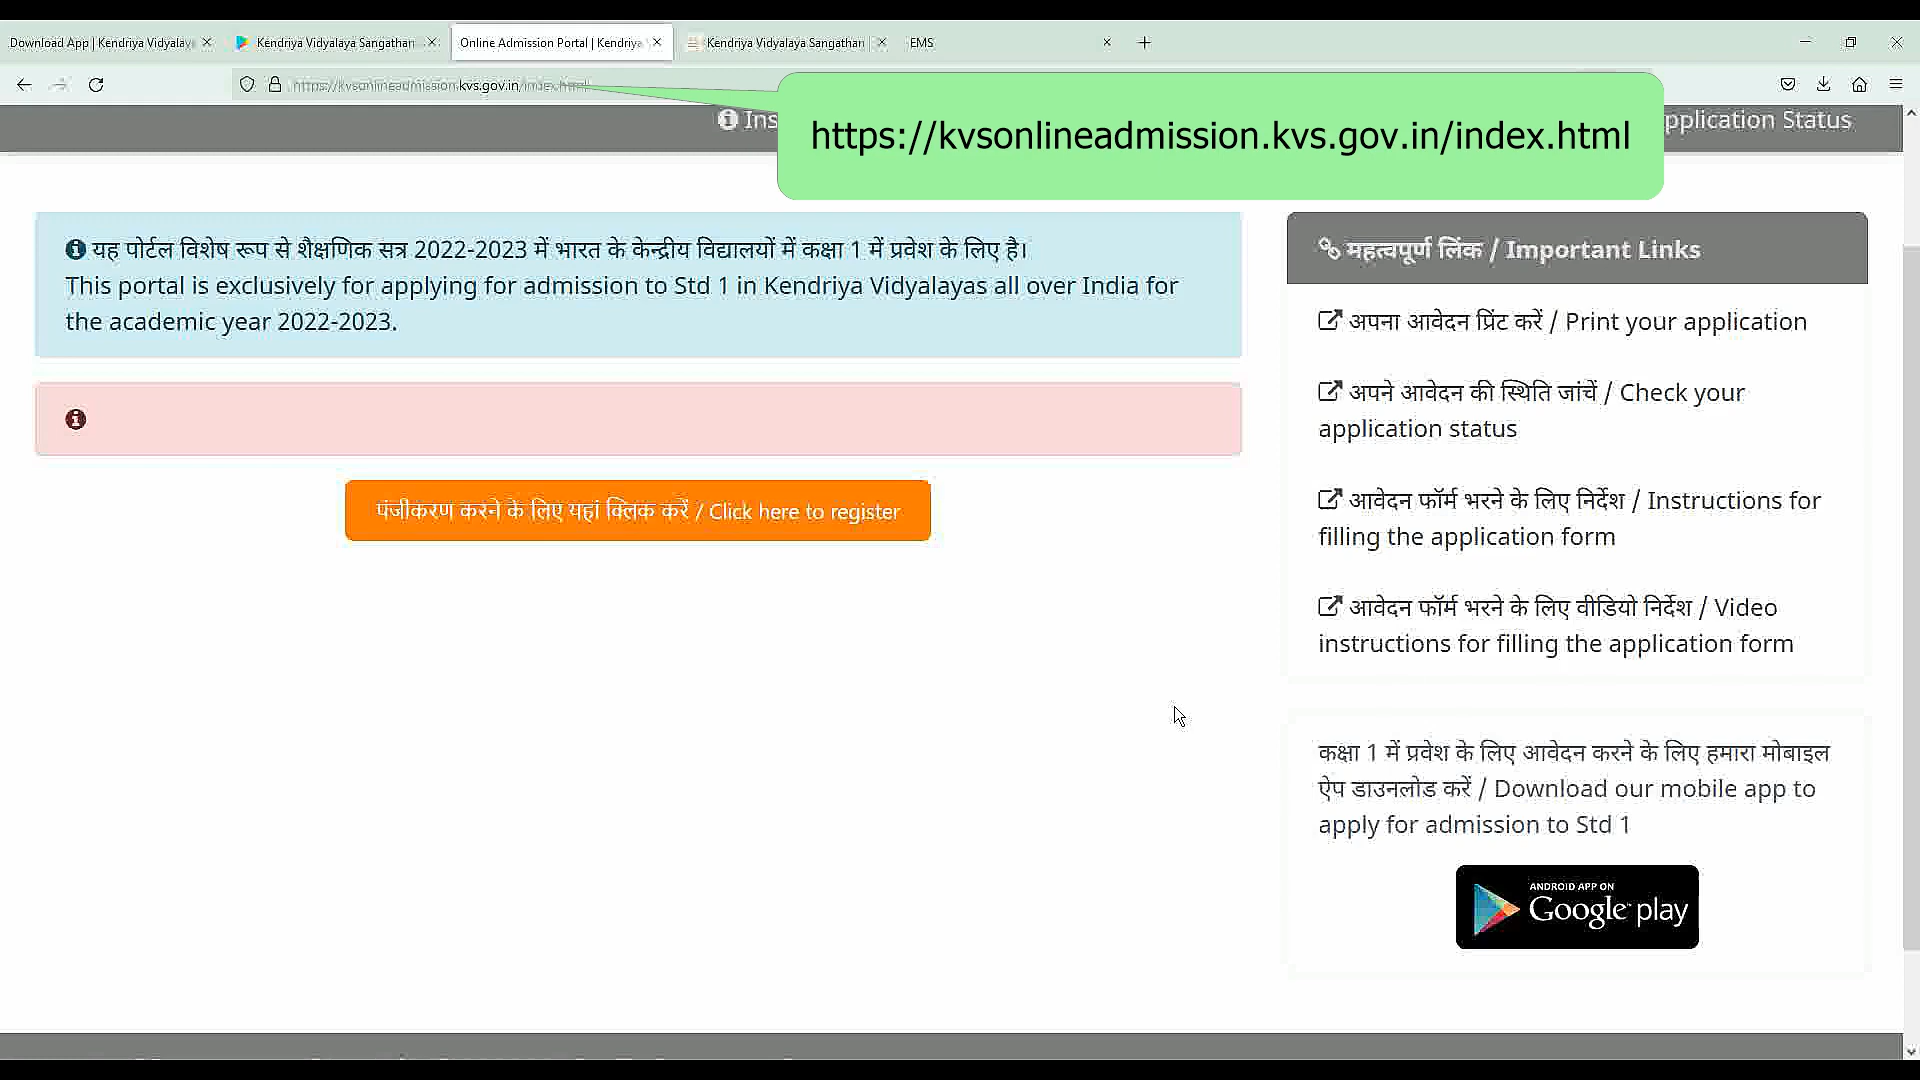 Download App | Kendriya Vidyalay
Kendriya Vidyalaya Sangathan
Online Admission Portal | Kendriya
Kendriya Vidyalaya Sangathan
EMS
https://kvsonlineadmission.kvs.gov.in/index.html
https://kvsonlineadmission.kvs.gov.in/index.html
Ins
pplication Status
यह पोर्टल विशेष रूप से शैक्षणिक सत्र 2022-2023 में भारत के केन्द्रीय विद्यालयों में कक्षा 1 में प्रवेश के लिए है।
This portal is exclusively for applying for admission to Std 1 in Kendriya Vidyalayas all over India for
the academic year 2022-2023.
पंजीकरण करने के लिए यहां क्लिक करें / Click here to register
महत्वपूर्ण लिंक / Important Links
अपना आवेदन प्रिंट करें / Print your application
अपने आवेदन की स्थिति जांचें / Check your
application status
आवेदन फॉर्म भरने के लिए निर्देश / Instructions for
filling the application form
आवेदन फॉर्म भरने के लिए वीडियो निर्देश / Video
instructions for filling the application form
कक्षा 1 में प्रवेश के लिए आवेदन करने के लिए हमारा मोबाइल
ऐप डाउनलोड करें / Download our mobile app to
apply for admission to Std 1
ANDROID APP ON
Google play